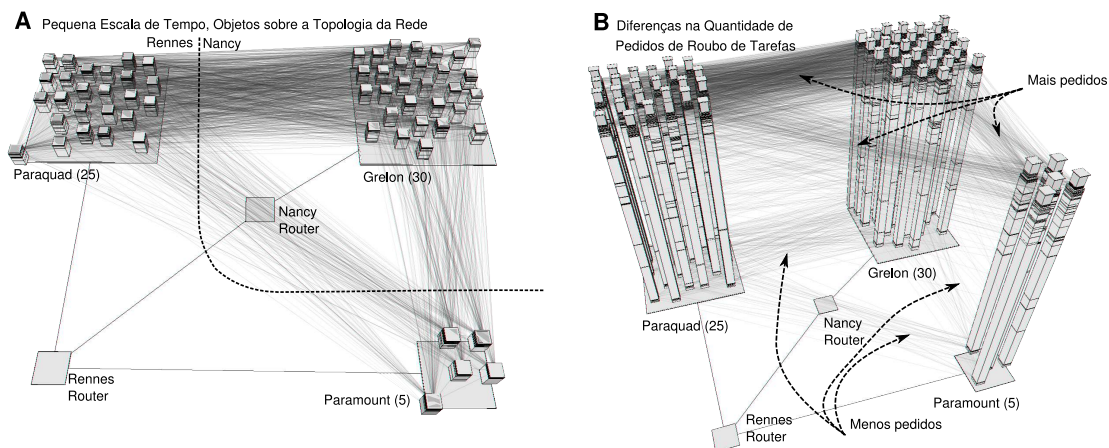 A Pequena Escala de Tempo, Objetos sobre a Topologia da Rede
Rennes Nancy
Paraquad (25)
Grelon (30)
Nancy
Router
Rennes
Router
Paramount (5)
B Diferenças na Quantidade de
Pedidos de Roubo de Tarefas
Mais pedidos
Grelon (30)
Paraquad (25)
Nancy
Router
Paramount (5)
Rennes
Router
Menos pedidos